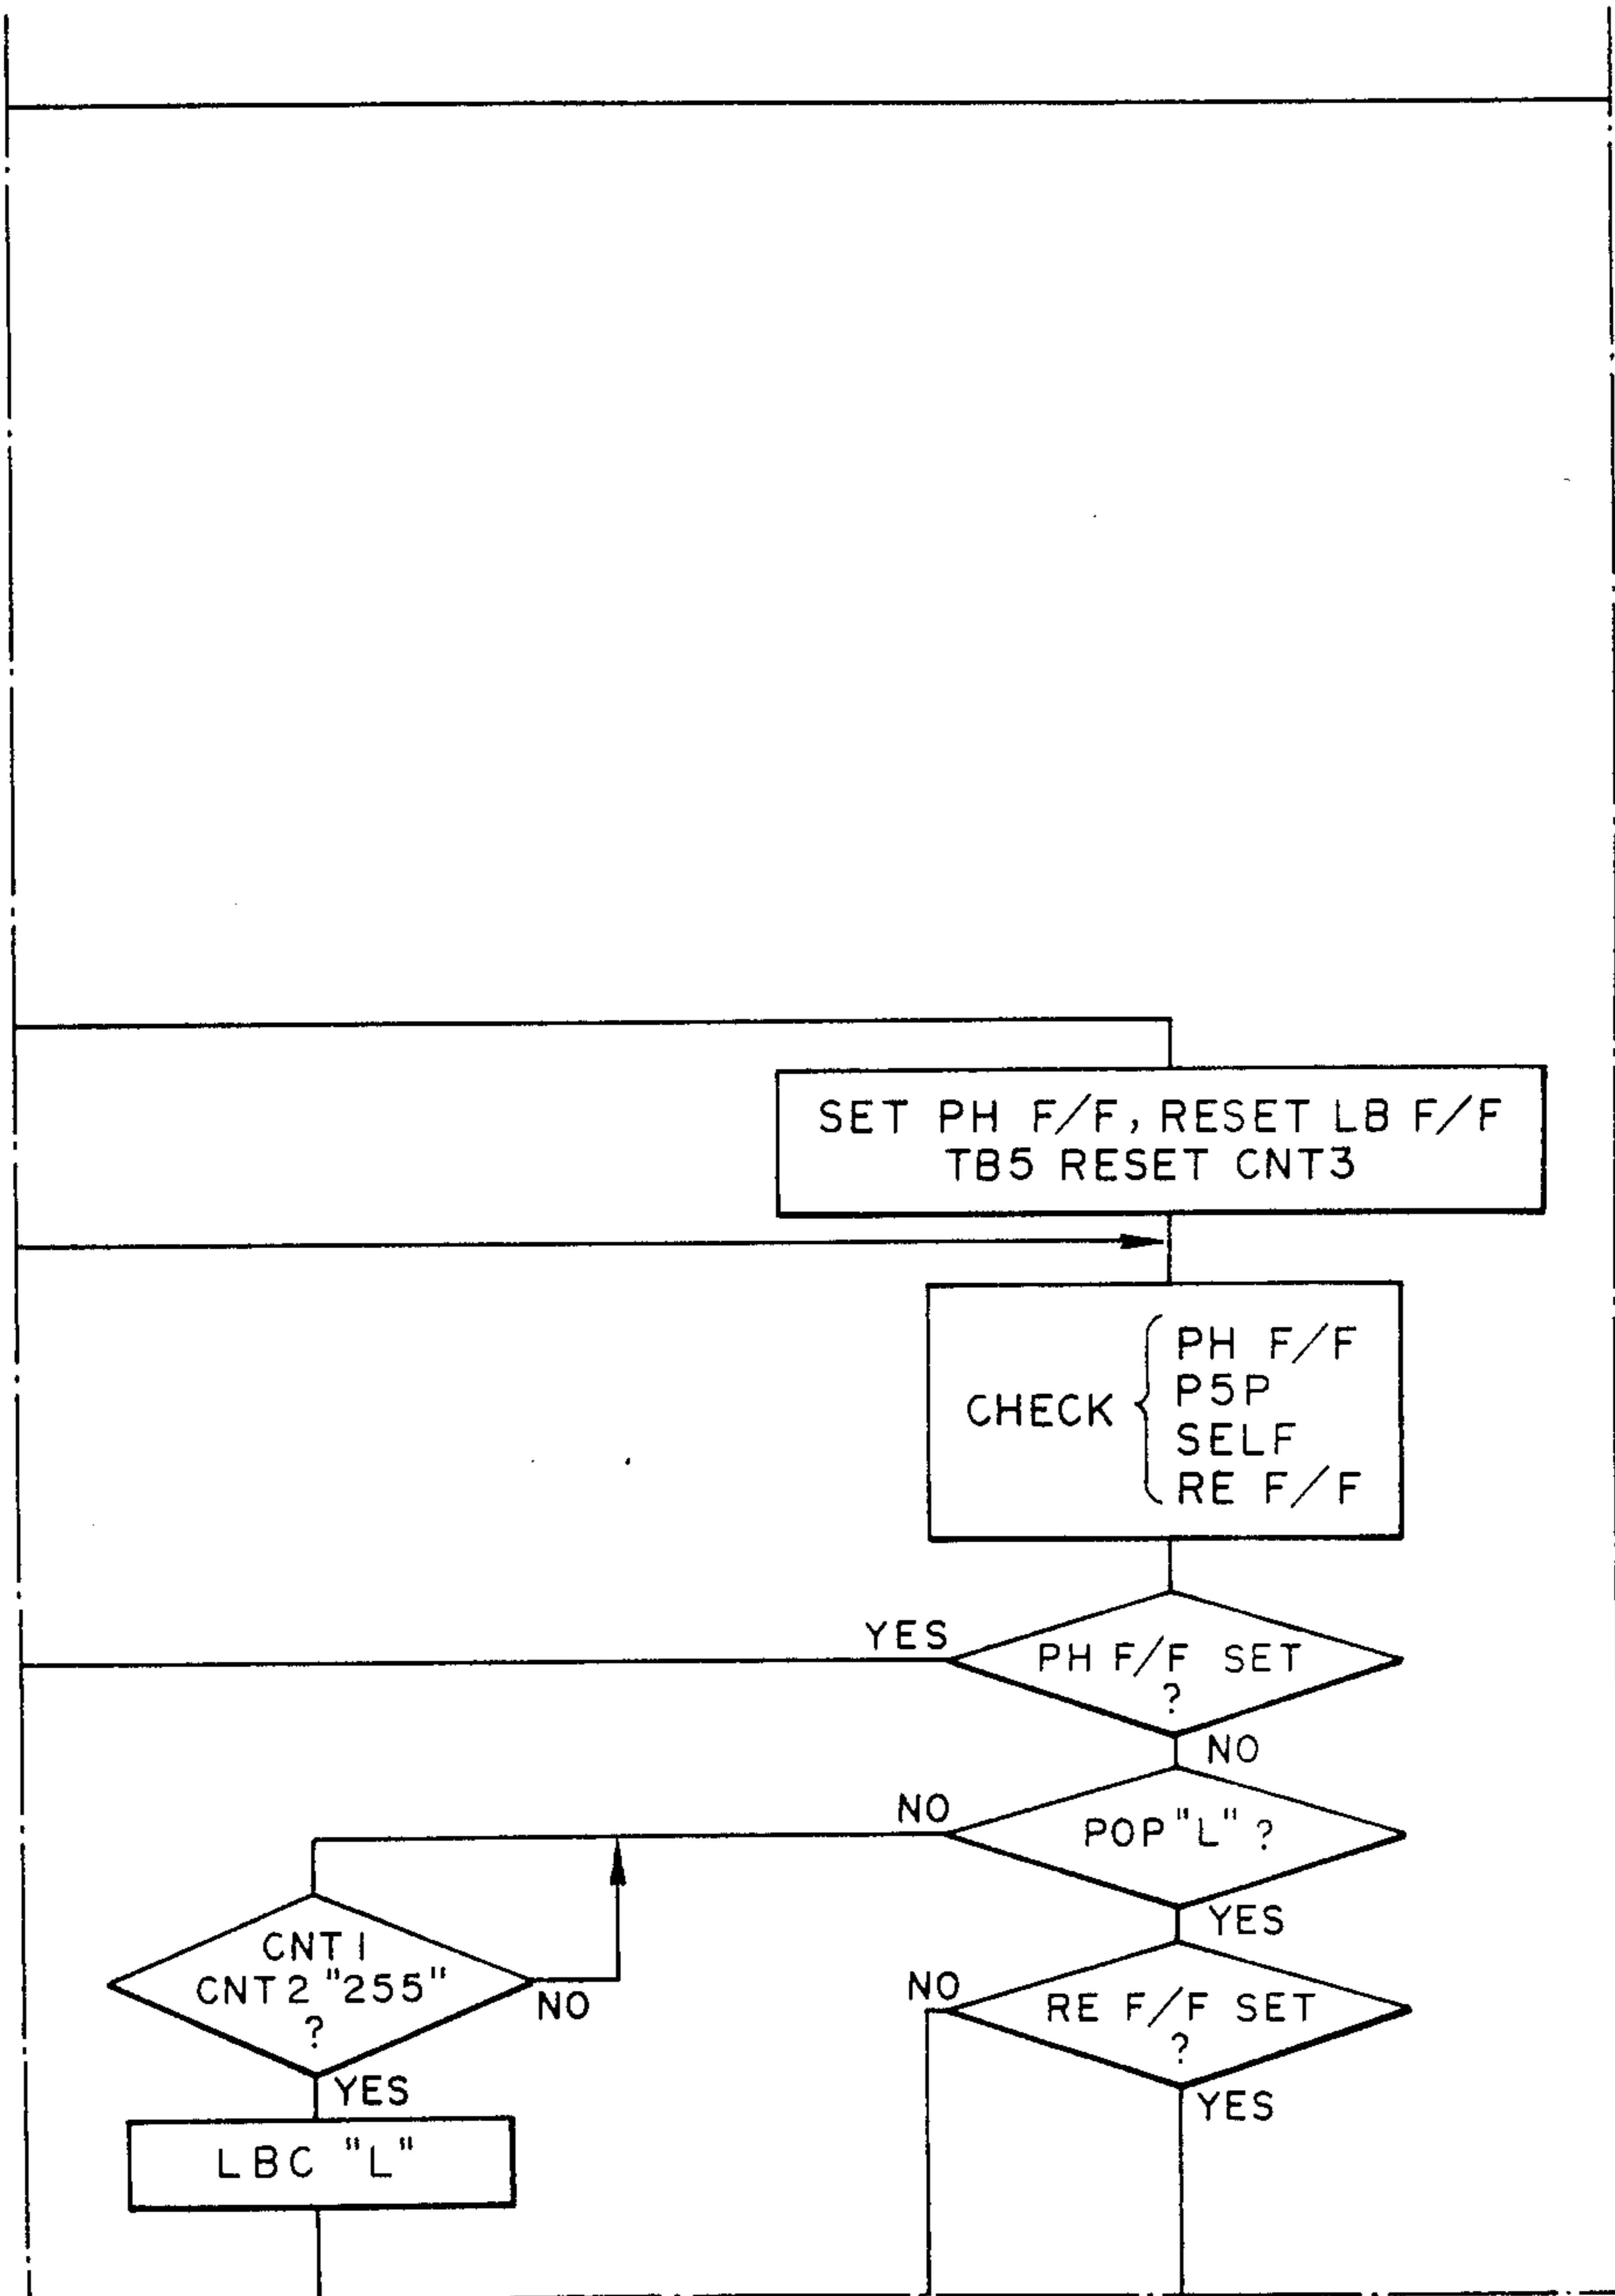 SET PH F/F, RESET LB F/F
TB5 RESET CNT3
CHECK
PH F/F
P5P
SELF
RE F/F
YES
PH F/F SET
?
NO
NO
POP "L" ?
YES
CNT1
CNT2 "255"
?
NO
YES
LBC "L"
NO
RE F/F SET
?
YES